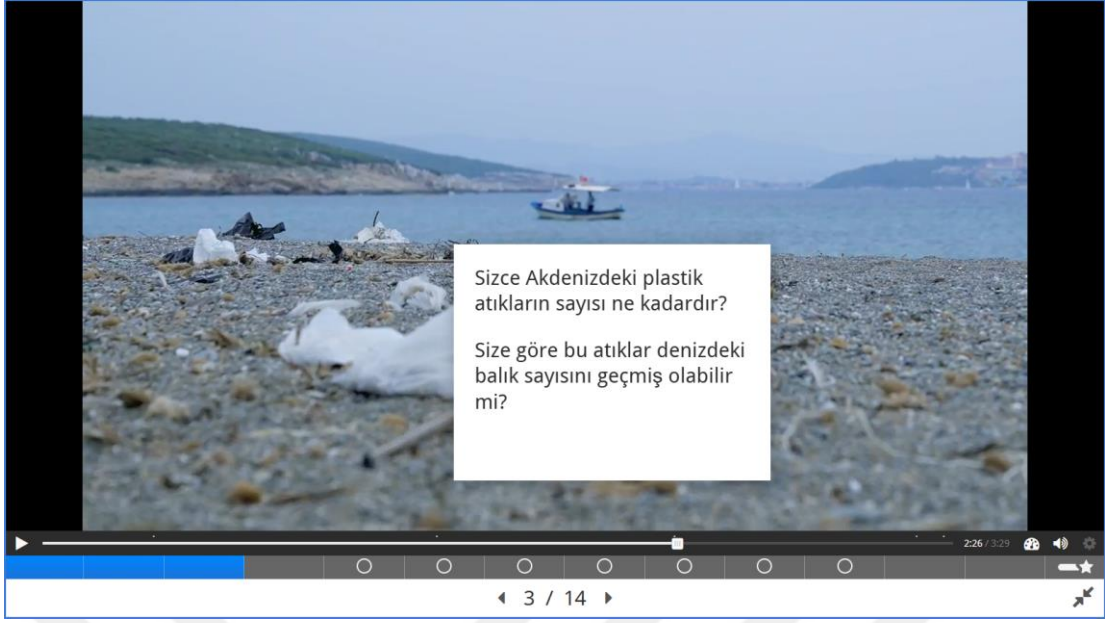 Sizce Akdenizdeki plastik
atıkların sayısı ne kadardır?
Size göre bu atıklar denizdeki
balık sayısını geçmiş olabilir
mi?
2:26 / 3:29
3 / 14